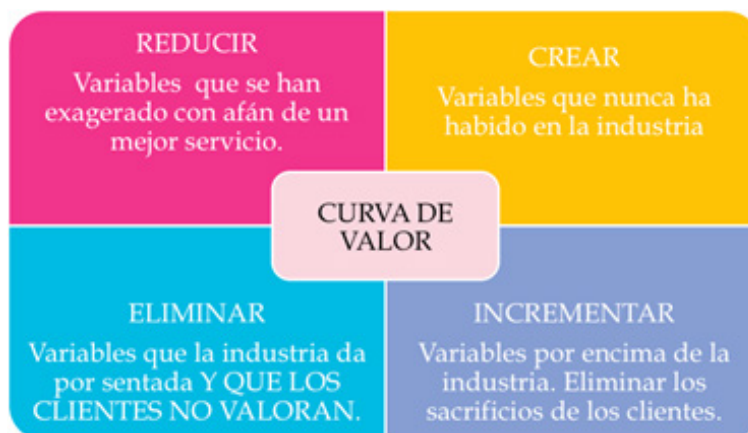 REDUCIR
Variables que se han
exagerado con afán de un
mejor servicio.
CREAR
Variables que nunca ha
habido en la industria
CURVA DE
VALOR
ELIMINAR
Variables que la industria da
por sentada Y QUE LOS
CLIENTES NO VALORAN.
INCREMENTAR
Variables por encima de la
industria. Eliminar los
sacrificios de los clientes.